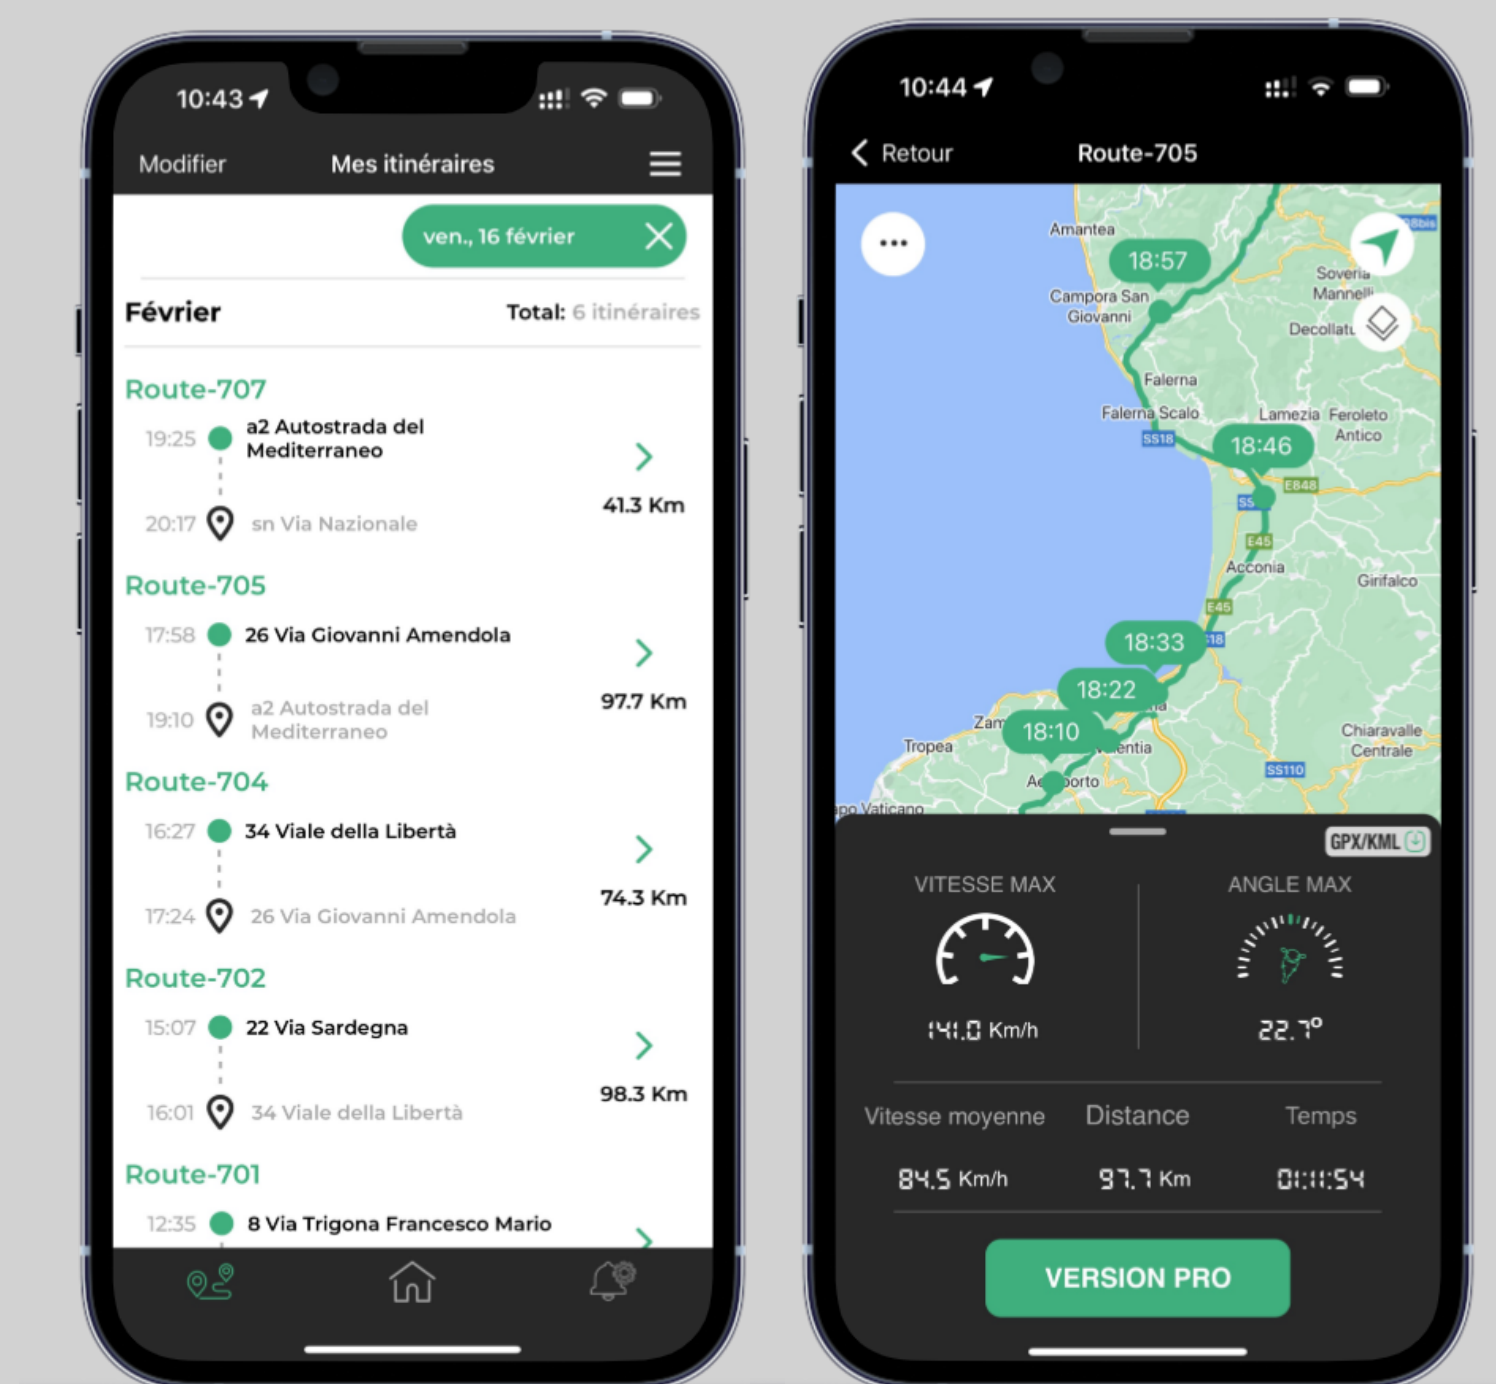 10:43
Modifier
Mes itinéraires
ven., 16 février
Février
Total: 6 itinéraires
Route-707
19:25
a2 Autostrada del
Mediterraneo
41.3 Km
20:17
sn Via Nazionale
Route-705
17:58
26 Via Giovanni Amendola
97.7 Km
19:10
a2 Autostrada del
Mediterraneo
Route-704
16:27
34 Viale della Libertà
74.3 Km
17:24
26 Via Giovanni Amendola
Route-702
15:07
22 Via Sardegna
98.3 Km
16:01
34 Viale della Libertà
Route-701
12:35
8 Via Trigona Francesco Mario
10:44
Retour
Route-705
Amantea
18:57
Soveria
Mannelli
Campora San
Giovanni
Falerna
Falerna Scalo
SS18
Lamezia
Feroleto
Antico
18:46
E848
E45
Acconia
Girifalco
E45
18:33
18:22
18:10
Tropea
Chiaravalle
Centrale
SS110
Vaticano
GPX/KML
VITESSE MAX
ANGLE MAX
141.0 Km/h
22.7°
Vitesse moyenne
Distance
Temps
84.5 Km/h
97.7 Km
01:11:54
VERSION PRO